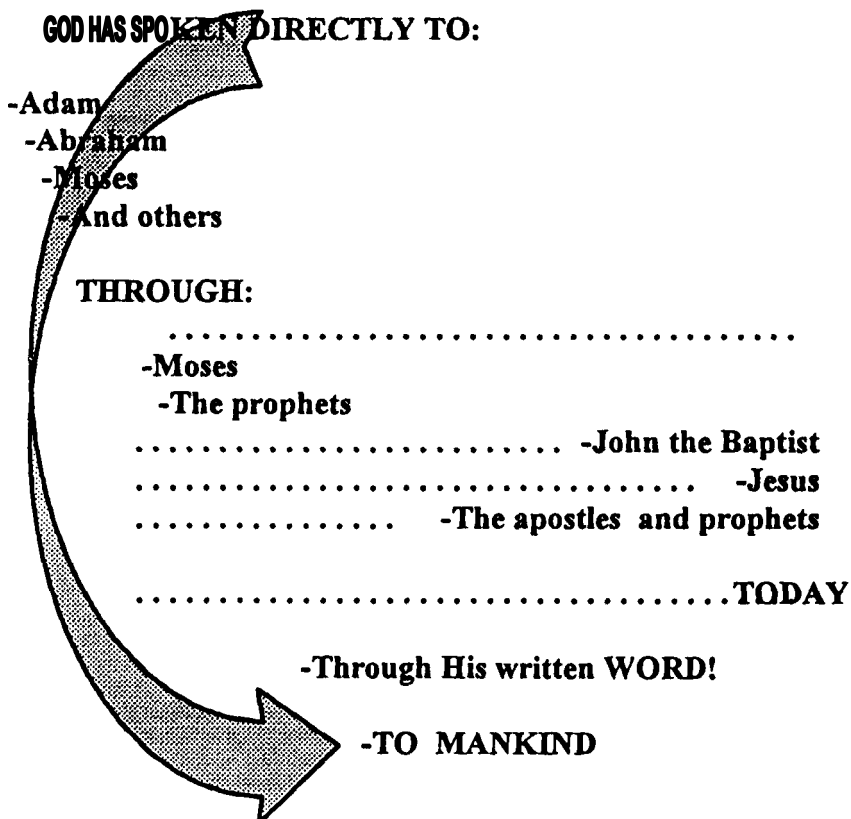 GOD HAS SPOKEN DIRECTLY TO:
-Adam
-Abraham
-Moses
-And others
THROUGH:
. . . . . . . . . . . . . . . . . . . . . . . . . . . . . . . . . . . . . .
-Moses
-The prophets
. . . . . . . . . . . . . . . . . . . . . . . . . . -John the Baptist
. . . . . . . . . . . . . . . . . . . . . . . . . . . . . . . . . . -Jesus
. . . . . . . . . . . . . . . . -The apostles and prophets
. . . . . . . . . . . . . . . . . . . . . . . . . . . . . . . . . . . . TODAY
-Through His written WORD!
-TO MANKIND